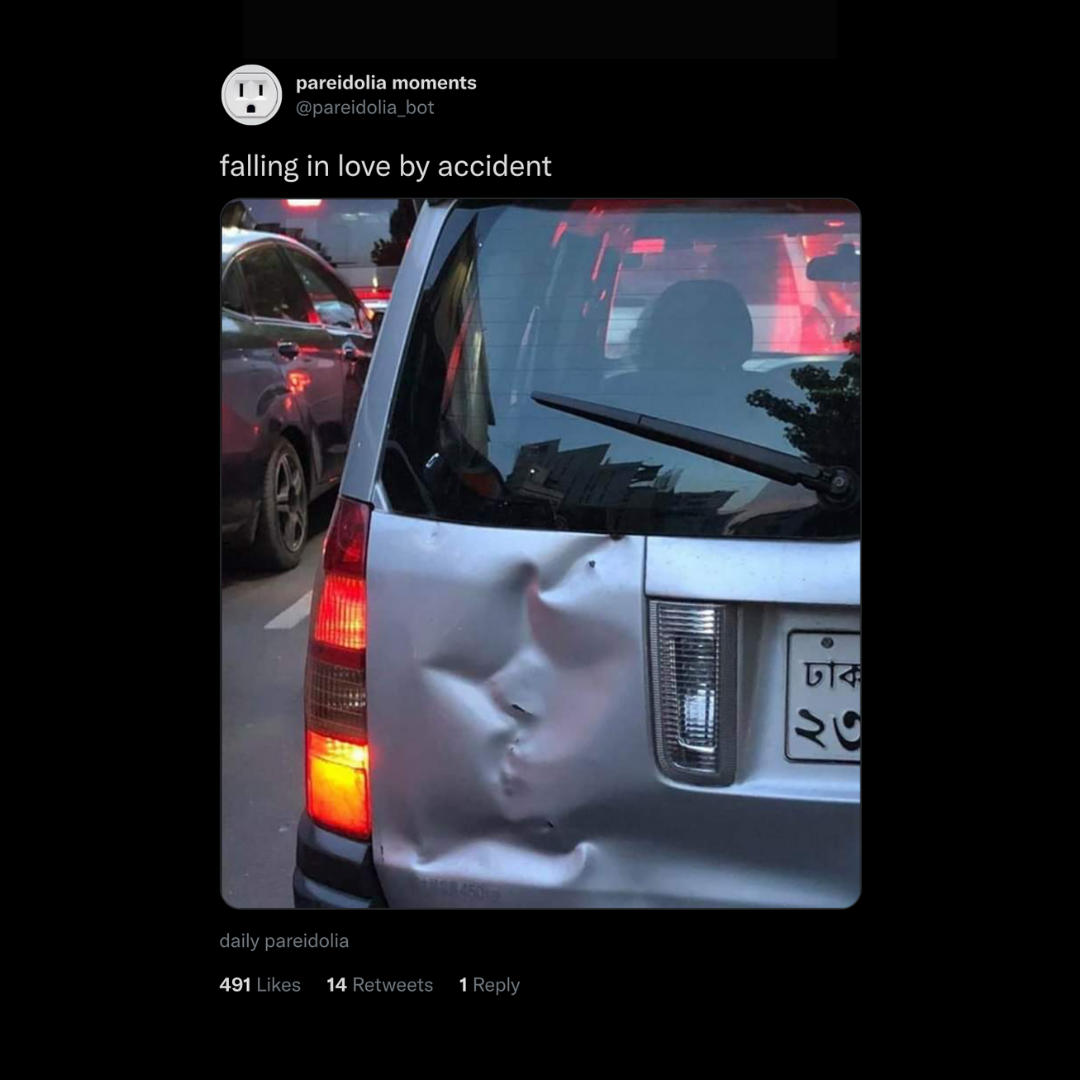 pareidolia moments
@pareidolia_bot
falling in love by accident
ঢাক
২৩
daily pareidolia
491 Likes 14 Retweets 1 Reply